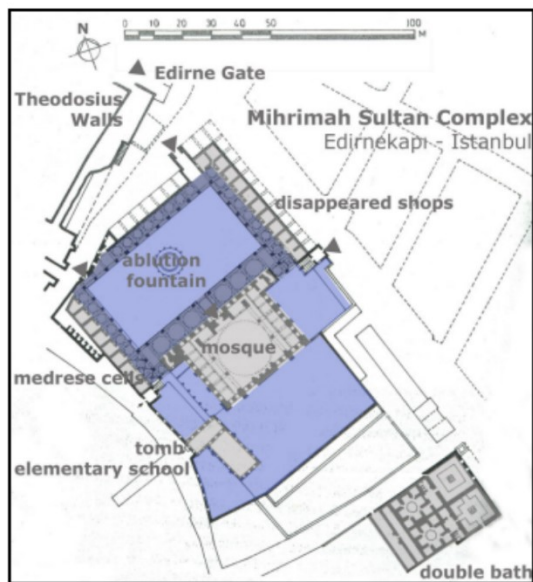 0 10 20 30 40 50 100
M
N
Edirne Gate
Theodosius
Walls
Mihrimah Sultan Complex
Edirnekapı - İstanbul
disappeared shops
ablution
fountain
mosque
medrese cells
tomb
elementary school
double bath